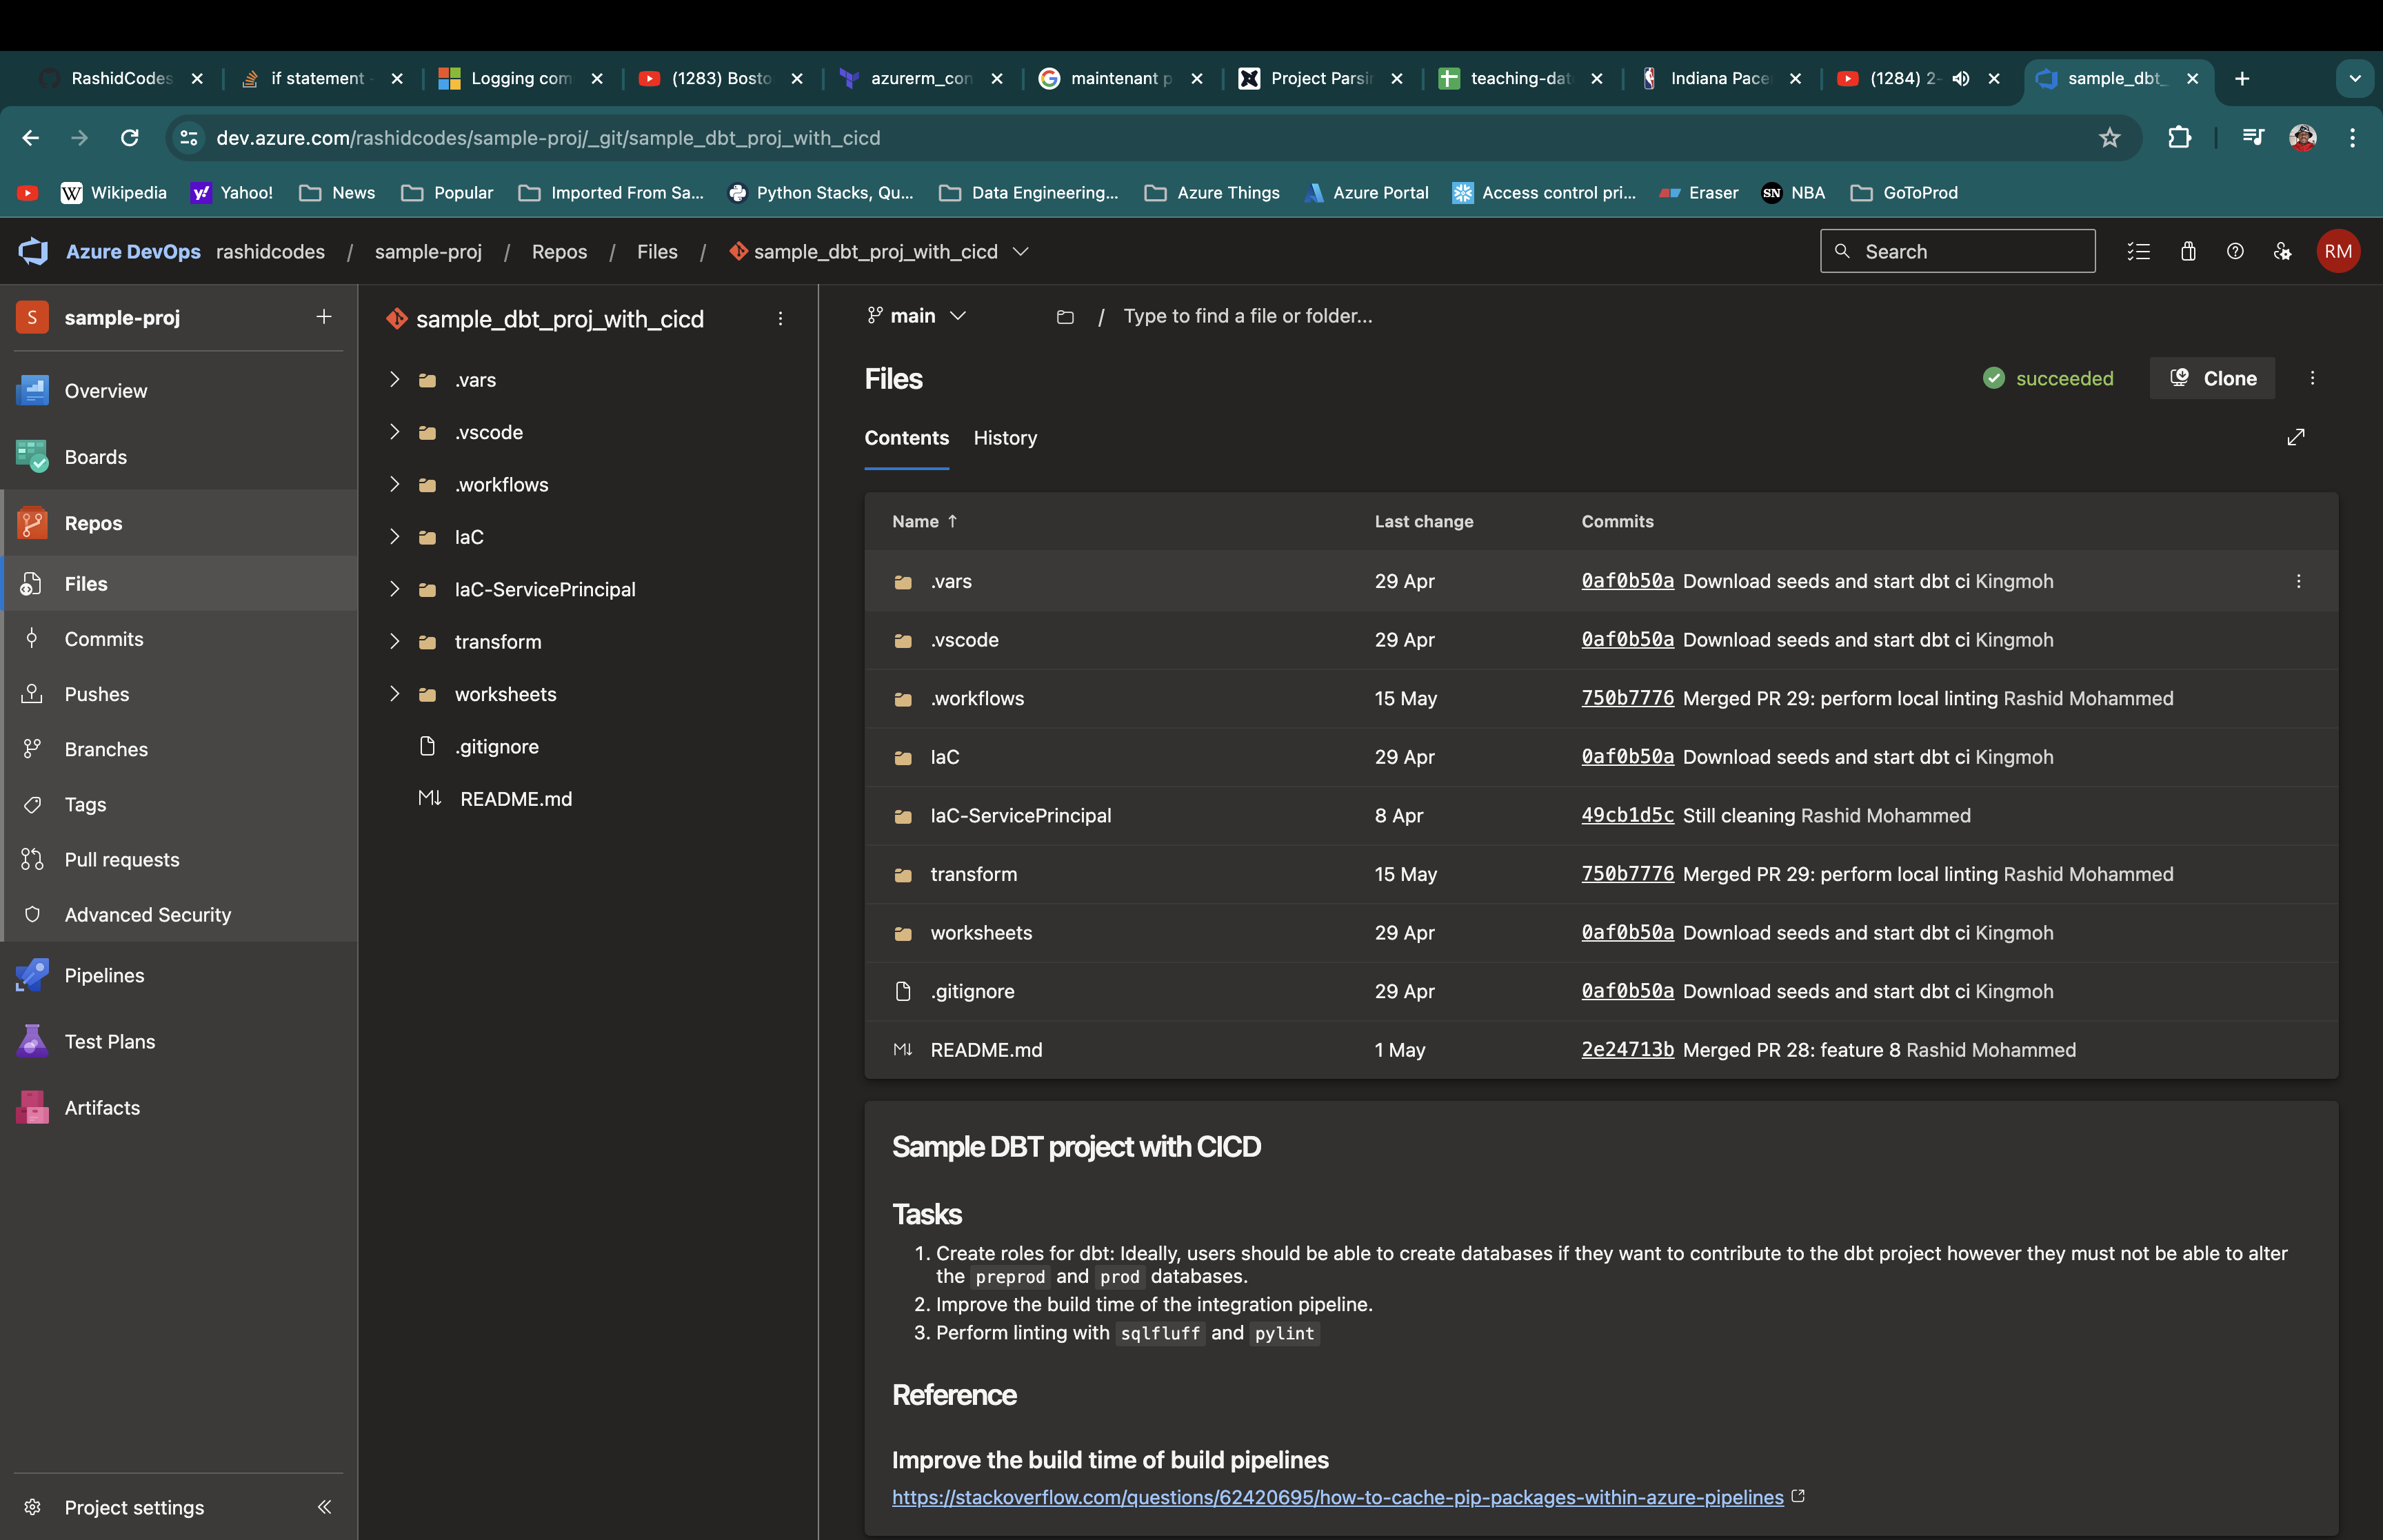 RashidCodes
if statement -
Logging com
(1283) Bosto
azurerm_con
maintenant p
Project Parsi
teaching-dat
Indiana Pace
(1284) 2-
sample_dbt_
dev.azure.com/rashidcodes/sample-proj/_git/sample_dbt_proj_with_cicd
Wikipedia
Yahoo!
News
Popular
Imported From Sa...
Python Stacks, Qu...
Data Engineering...
Azure Things
Azure Portal
Access control pri...
Eraser
SN NBA
GoToProd
Azure DevOps rashidcodes / sample-proj / Repos / Files / sample_dbt_proj_with_cicd
Search
RM
S sample-proj
Overview
Boards
Repos
Files
Commits
Pushes
Branches
Tags
Pull requests
Advanced Security
Pipelines
Test Plans
Artifacts
Project settings
sample_dbt_proj_with_cicd
.vars
.vscode
.workflows
IaC
IaC-ServicePrincipal
transform
worksheets
.gitignore
README.md
main
/ Type to find a file or folder...
Files
succeeded
Clone
Contents History
Name ↑ Last change Commits
.vars 29 Apr 0af0b50a Download seeds and start dbt ci Kingmoh
.vscode 29 Apr 0af0b50a Download seeds and start dbt ci Kingmoh
.workflows 15 May 750b7776 Merged PR 29: perform local linting Rashid Mohammed
IaC 29 Apr 0af0b50a Download seeds and start dbt ci Kingmoh
IaC-ServicePrincipal 8 Apr 49cb1d5c Still cleaning Rashid Mohammed
transform 15 May 750b7776 Merged PR 29: perform local linting Rashid Mohammed
worksheets 29 Apr 0af0b50a Download seeds and start dbt ci Kingmoh
.gitignore 29 Apr 0af0b50a Download seeds and start dbt ci Kingmoh
README.md 1 May 2e24713b Merged PR 28: feature 8 Rashid Mohammed
Sample DBT project with CICD
Tasks
1. Create roles for dbt: Ideally, users should be able to create databases if they want to contribute to the dbt project however they must not be able to alter
the preprod and prod databases.
2. Improve the build time of the integration pipeline.
3. Perform linting with sqlfluff and pylint
Reference
Improve the build time of build pipelines
https://stackoverflow.com/questions/62420695/how-to-cache-pip-packages-within-azure-pipelines